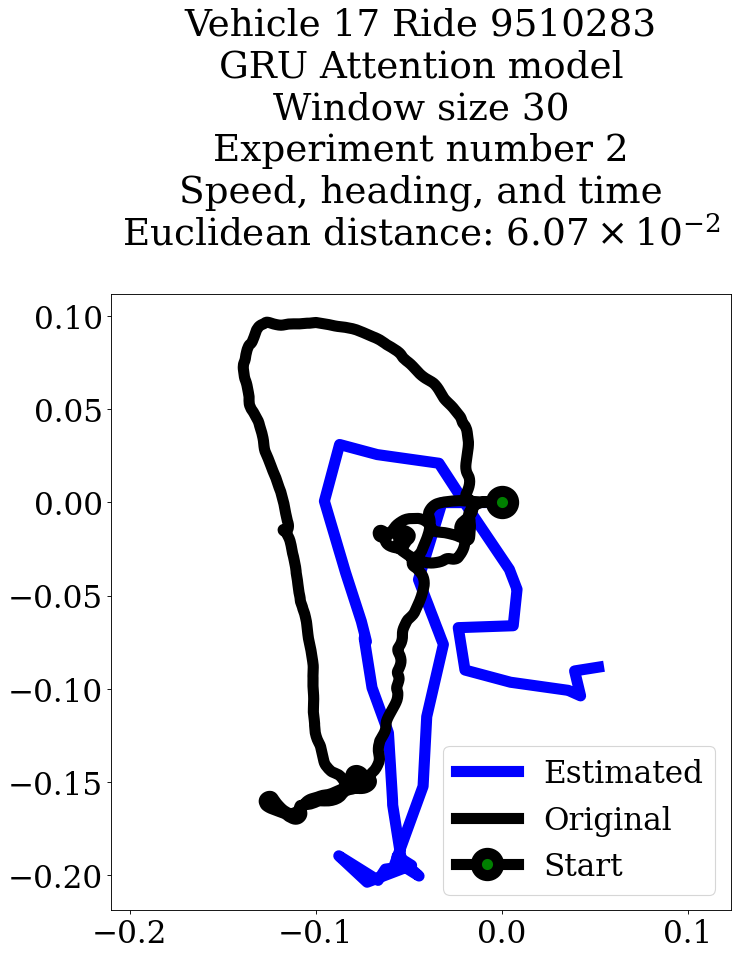 Vehicle 17 Ride 9510283
GRU Attention model
Window size 30
Experiment number 2
Speed, heading, and time
Euclidean distance: 6.07 × 10⁻²
0.10
0.05
0.00
−0.05
−0.10
−0.15
−0.20
Estimated
Original
Start
−0.2
−0.1
0.0
0.1